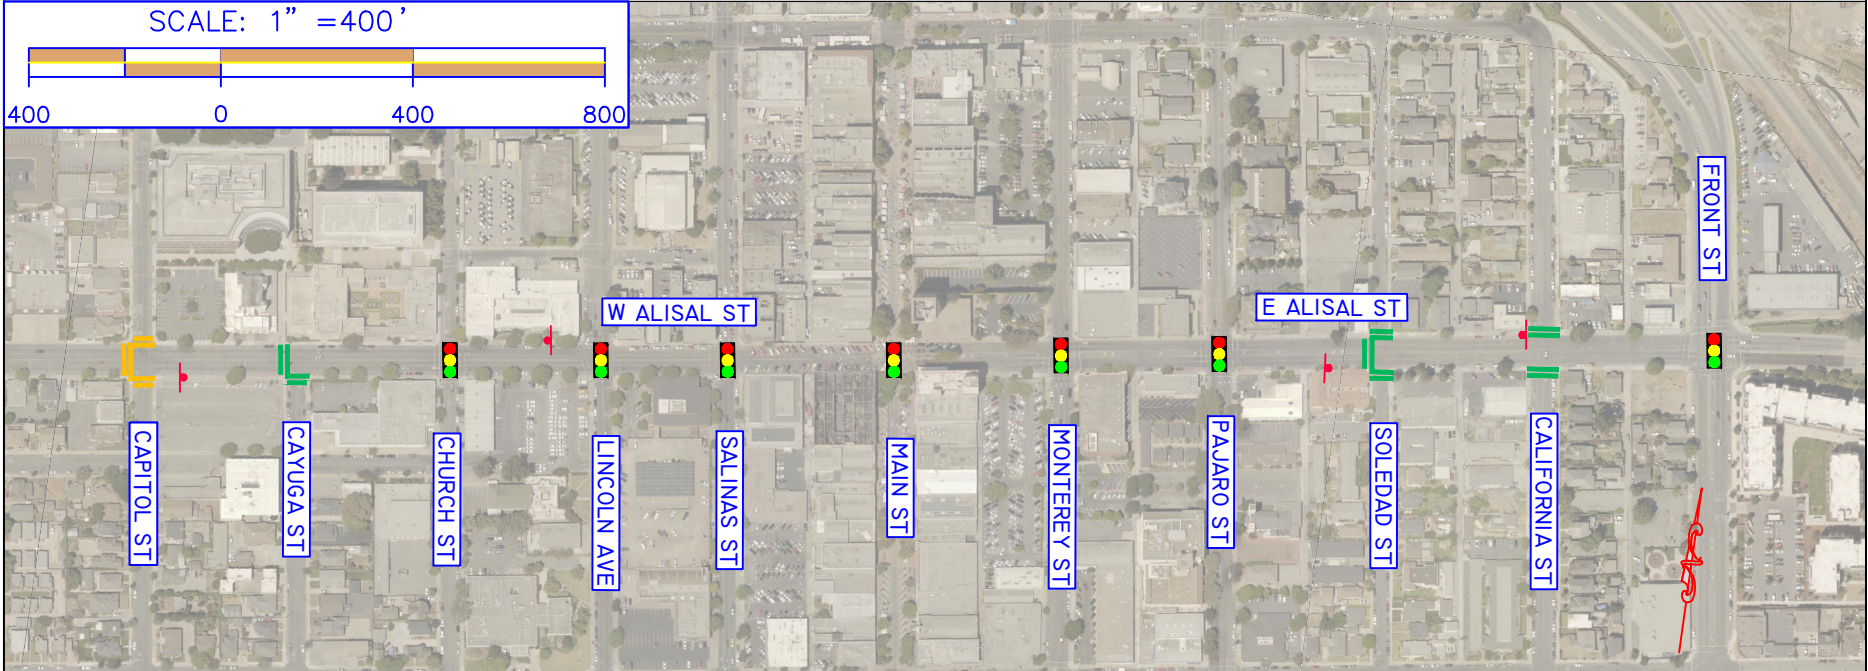 SCALE: 1" =400'
400 0 400 800
FRONT ST
W ALISAL ST
E ALISAL ST
CAPITOL ST
CAYUGA ST
CHURCH ST
LINCOLN AVE
SALINAS ST
MAIN ST
MONTEREY ST
PAJARO ST
SOLEDAD ST
CALIFORNIA ST